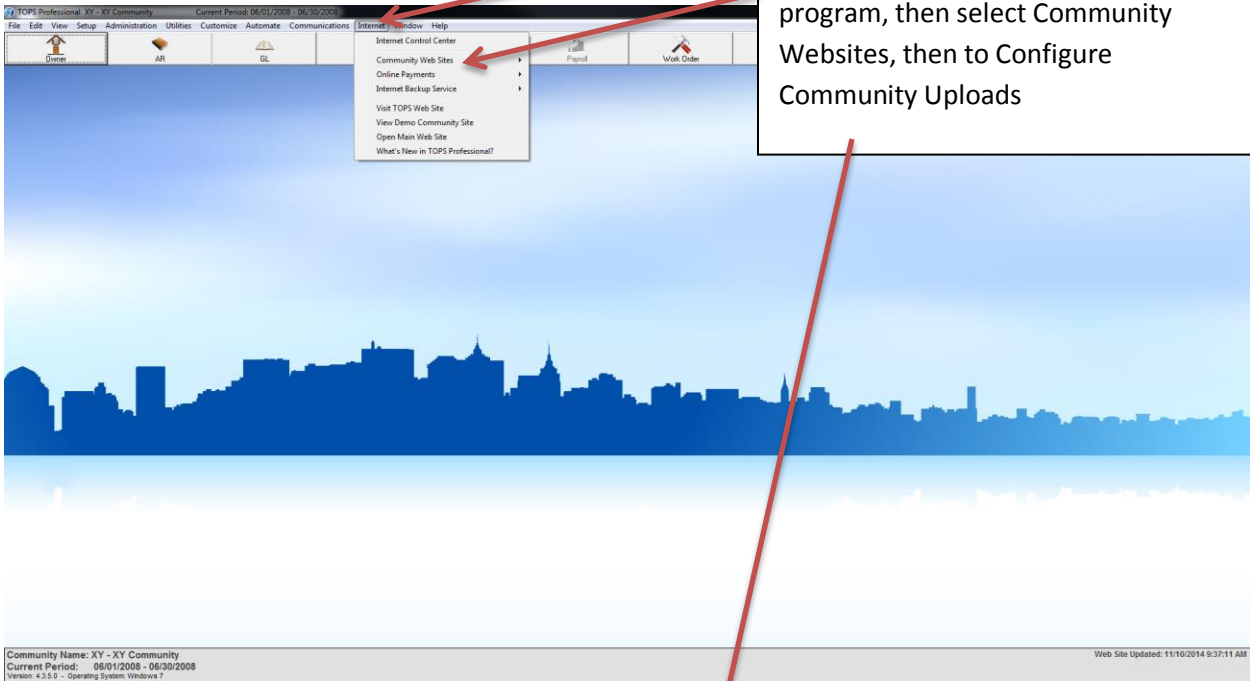 TOPS Professional XY - XY Community Current Period: 06/01/2008 - 06/30/2008
File Edit View Setup Administration Utilities Customize Automate Communications Internet Window Help
Owner AR GL Payroll Work Order
Internet Control Center
Community Web Sites
Online Payments
Internet Backup Service
Visit TOPS Web Site
View Demo Community Site
Open Main Web Site
What's New in TOPS Professional?
program, then select Community
Websites, then to Configure
Community Uploads
Community Name: XY - XY Community
Current Period: 06/01/2008 - 06/30/2008
Version: 4.3.5.0 - Operating System: Windows 7
Web Site Updated: 11/10/2014 9:37:11 AM